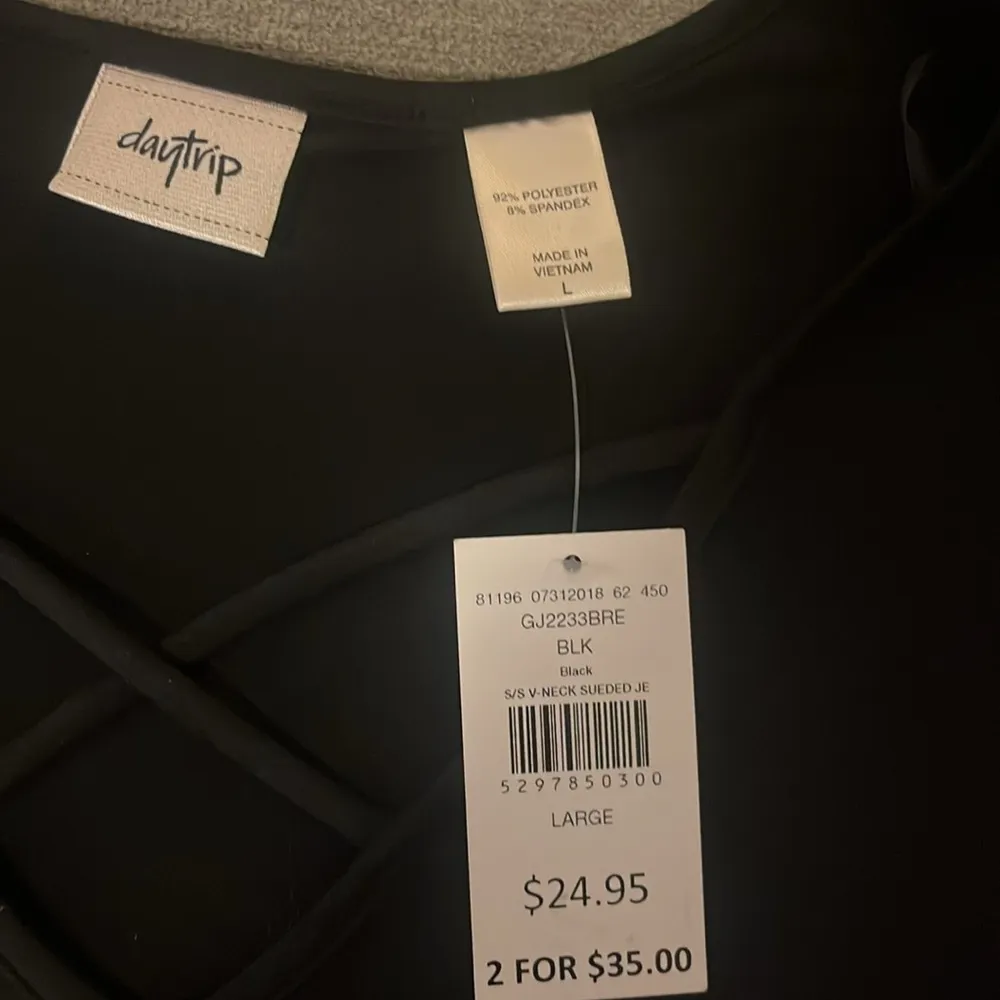 daytrip
92% POLYESTER
8% SPANDEX
MADE IN
VIETNAM
L
81196 07312018 62 450
GJ2233BRE
BLK
Black
S/S V-NECK SUEDED JE
5297850300
LARGE
$24.95
2 FOR $35.00